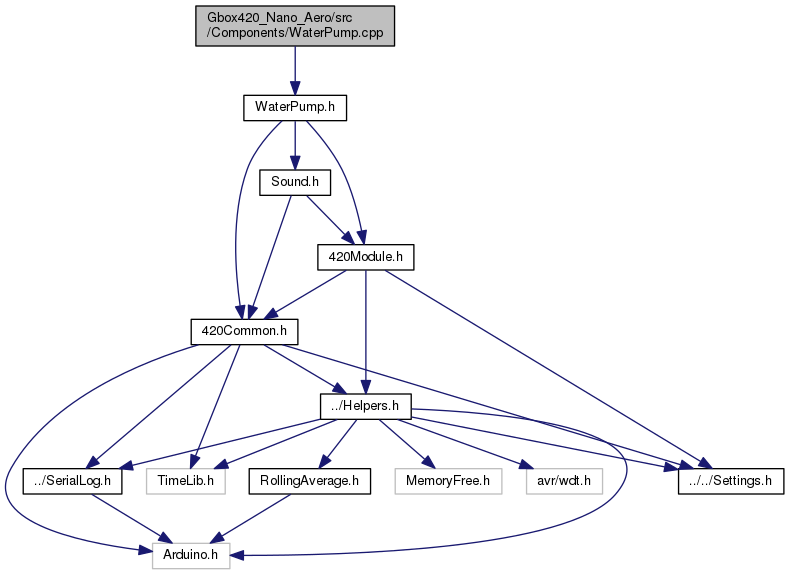 Gbox420_Nano_Aero/src
/Components/WaterPump.cpp
WaterPump.h
Sound.h
420Module.h
420Common.h
../Helpers.h
../SerialLog.h
TimeLib.h
RollingAverage.h
MemoryFree.h
avr/wdt.h
../../Settings.h
Arduino.h